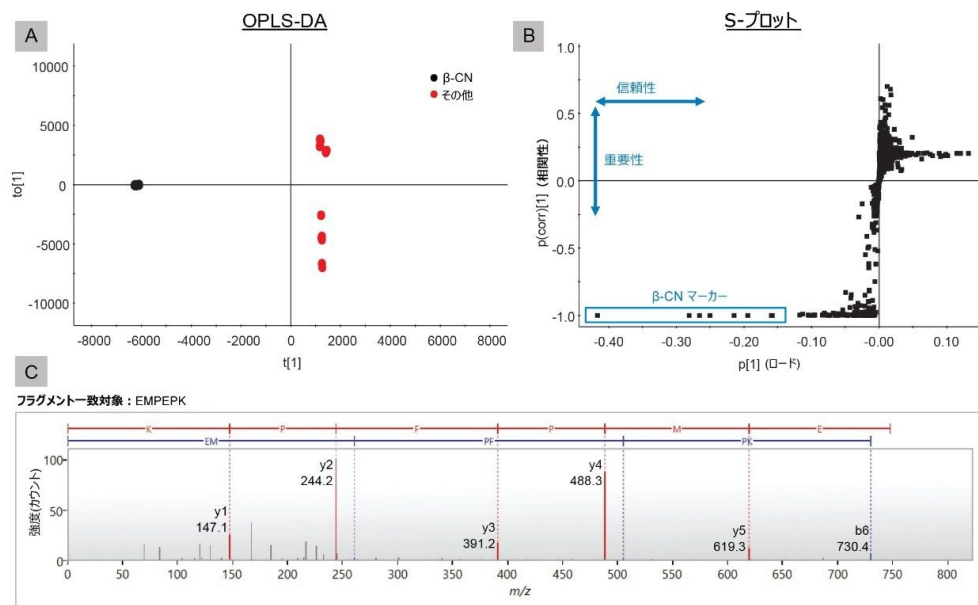 A
OPLS-DA
10000
5000
0
-5000
-10000
to[1]
β-CN
その他
-8000 -6000 -4000 -2000 0 2000 4000 6000 8000
t[1]
B
S-プロット
1.0
0.5
0.0
-0.5
-1.0
p(corr)[1] (相関性)
信頼性
重要性
β-CN マーカー
-0.40 -0.30 -0.20 -0.10 -0.00 0.10
p[1] (ロード)
C
フラグメント一致対象：EMPEPK
K P F P M E
EM PF PK
100
50
0
強度(カウント)
y1
147.1
y2
244.2
y3
391.2
y4
488.3
y5
619.3
b6
730.4
0 50 100 150 200 250 300 350 400 450 500 550 600 650 700 750 800
m/z